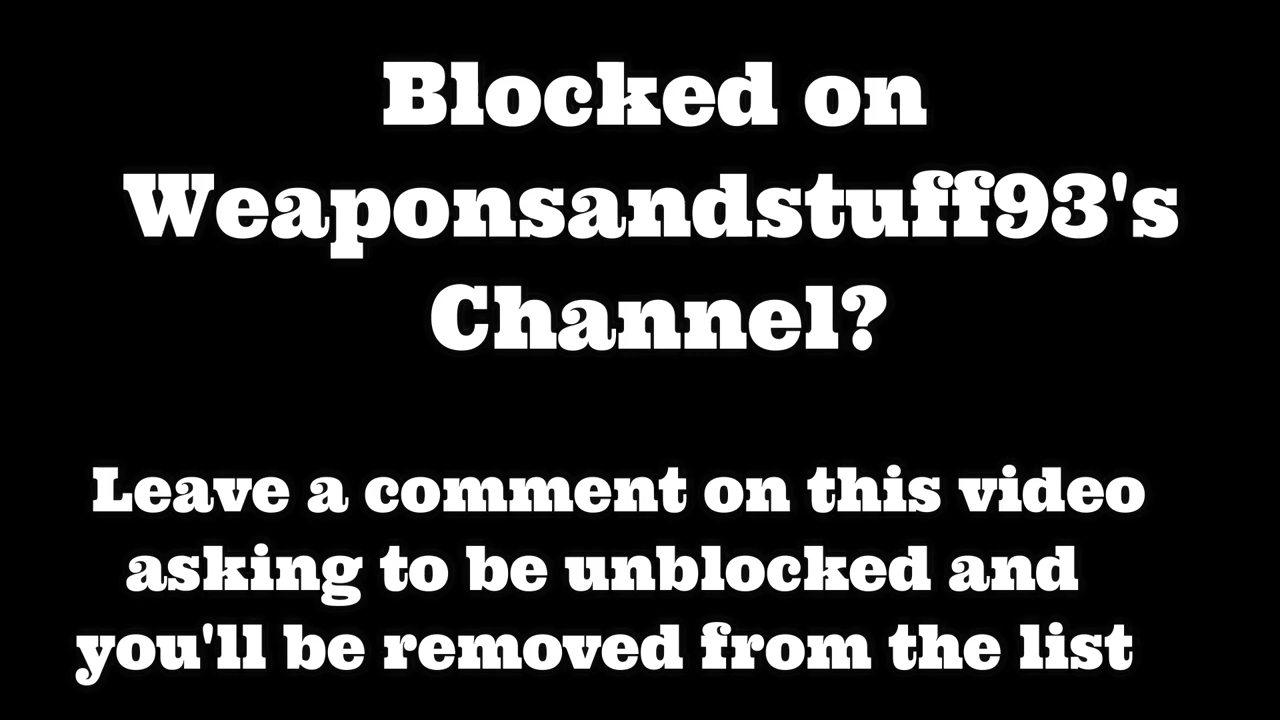 Blocked on
Weaponsandstuff93's
Channel?
Leave a comment on this video
asking to be unblocked and
you'll be removed from the list